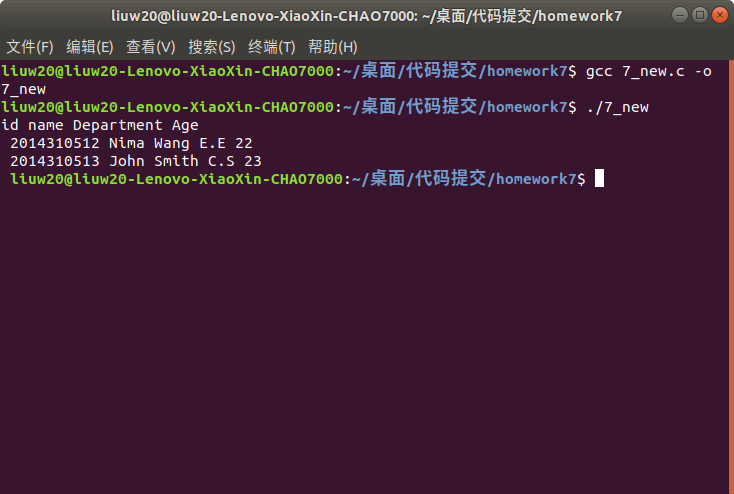 liuw20@liuw20-Lenovo-XiaoXin-CHAO7000: ~/桌面/代码提交/homework7
文件(F) 编辑(E) 查看(V) 搜索(S) 终端(T) 帮助(H)
liuw20@liuw20-Lenovo-XiaoXin-CHAO7000:~/桌面/代码提交/homework7$ gcc 7_new.c -o
7_new
liuw20@liuw20-Lenovo-XiaoXin-CHAO7000:~/桌面/代码提交/homework7$ ./7_new
id name Department Age
2014310512 Nima Wang E.E 22
2014310513 John Smith C.S 23
liuw20@liuw20-Lenovo-XiaoXin-CHAO7000:~/桌面/代码提交/homework7$